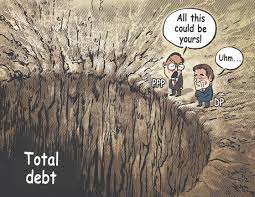 All this
could be
yours!
Uhm...
PPP
DP
Total
debt